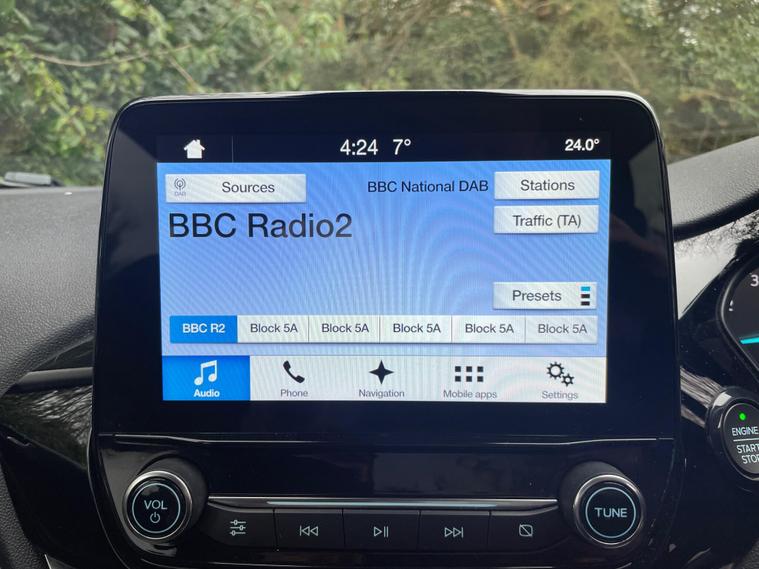 4:24 7° 24.0°
DAB Sources BBC National DAB Stations
BBC Radio2
Traffic (TA)
Presets
BBC R2 Block 5A Block 5A Block 5A Block 5A Block 5A
Audio Phone Navigation Mobile apps Settings
VOL
TUNE
ENGINE
START
STOP
3